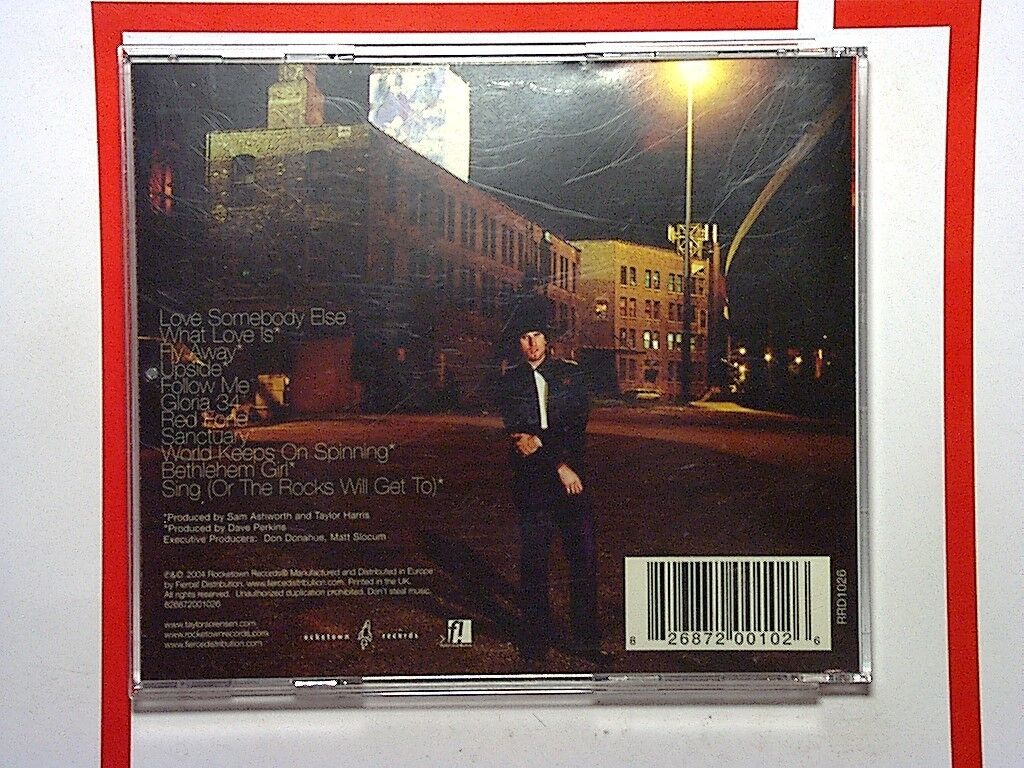 Love Somebody Else*
What Love Is*
Fly Away*
Upside*
Follow Me
Gloria 34
Red Eche
Sanctuary
World Keeps On Spinning*
Bethlehem Girl*
Sing (Or The Rocks Will Get To)*
*Produced by Sam Ashworth and Taylor Harris
*Produced by Dave Perkins
Executive Producers: Don Donahue, Matt Slocum
℗&© 2004 Rocketown Records® Manufactured and Distributed in Europe
by Fierce! Distribution. www.fiercedistribution.com. Printed in the UK.
All rights reserved. Unauthorized duplication prohibited. Don't steal music.
826872001026
www.taylorsorensen.com
www.rocketownrecords.com
www.fiercedistribution.com
ocketown records
f!
8 26872 00102 6
RRD1026